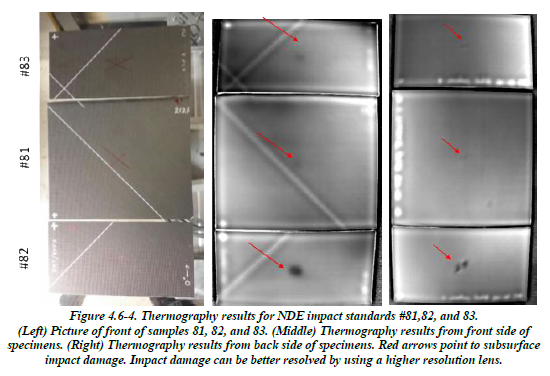 #83
#81
#82
Figure 4.6-4. Thermography results for NDE impact standards #81,82, and 83.
(Left) Picture of front of samples 81, 82, and 83. (Middle) Thermography results from front side of
specimens. (Right) Thermography results from back side of specimens. Red arrows point to subsurface
impact damage. Impact damage can be better resolved by using a higher resolution lens.